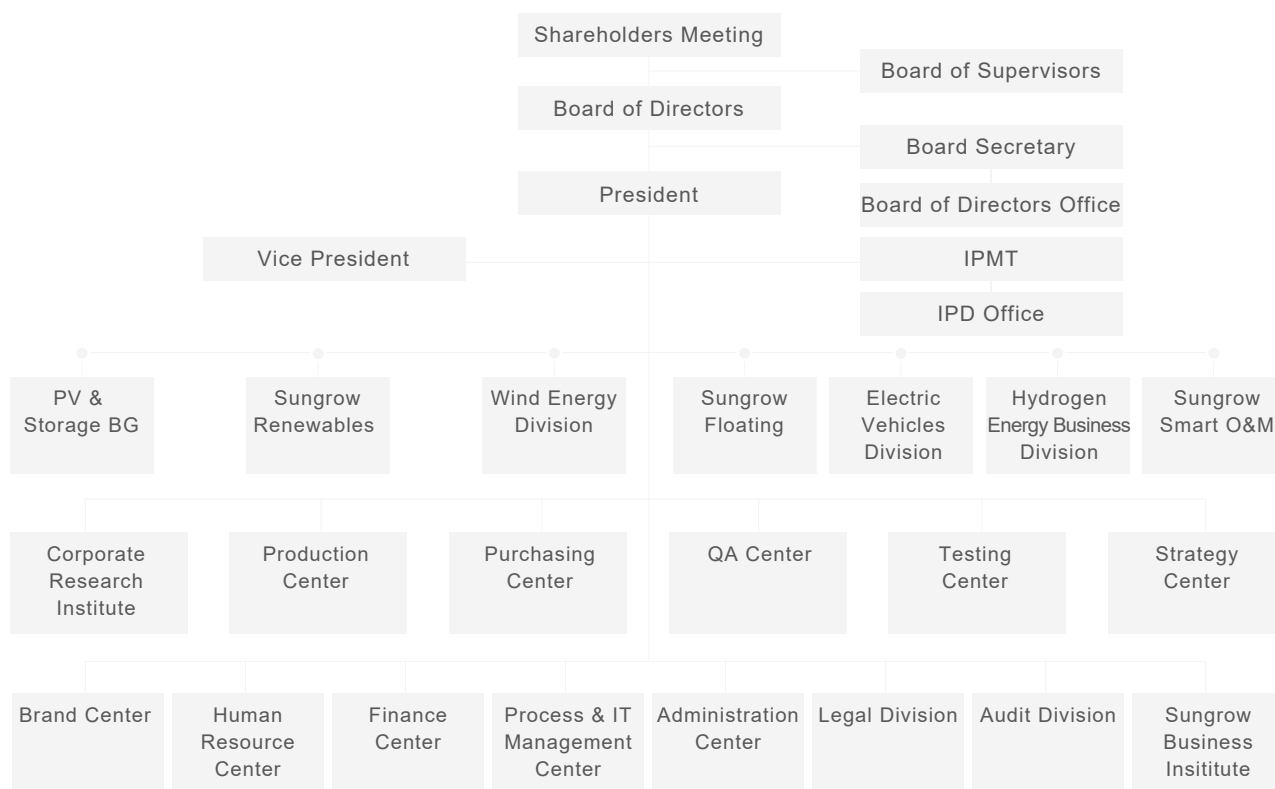 Shareholders Meeting
Board of Supervisors
Board of Directors
Board Secretary
President
Board of Directors Office
Vice President
IPMT
IPD Office
PV &
Storage BG
Sungrow
Renewables
Wind Energy
Division
Sungrow
Floating
Electric
Vehicles
Division
Hydrogen
Energy Business
Division
Sungrow
Smart O&M
Corporate
Research
Institute
Production
Center
Purchasing
Center
QA Center
Testing
Center
Strategy
Center
Brand Center
Human
Resource
Center
Finance
Center
Process & IT
Management
Center
Administration
Center
Legal Division
Audit Division
Sungrow
Business
Insititute